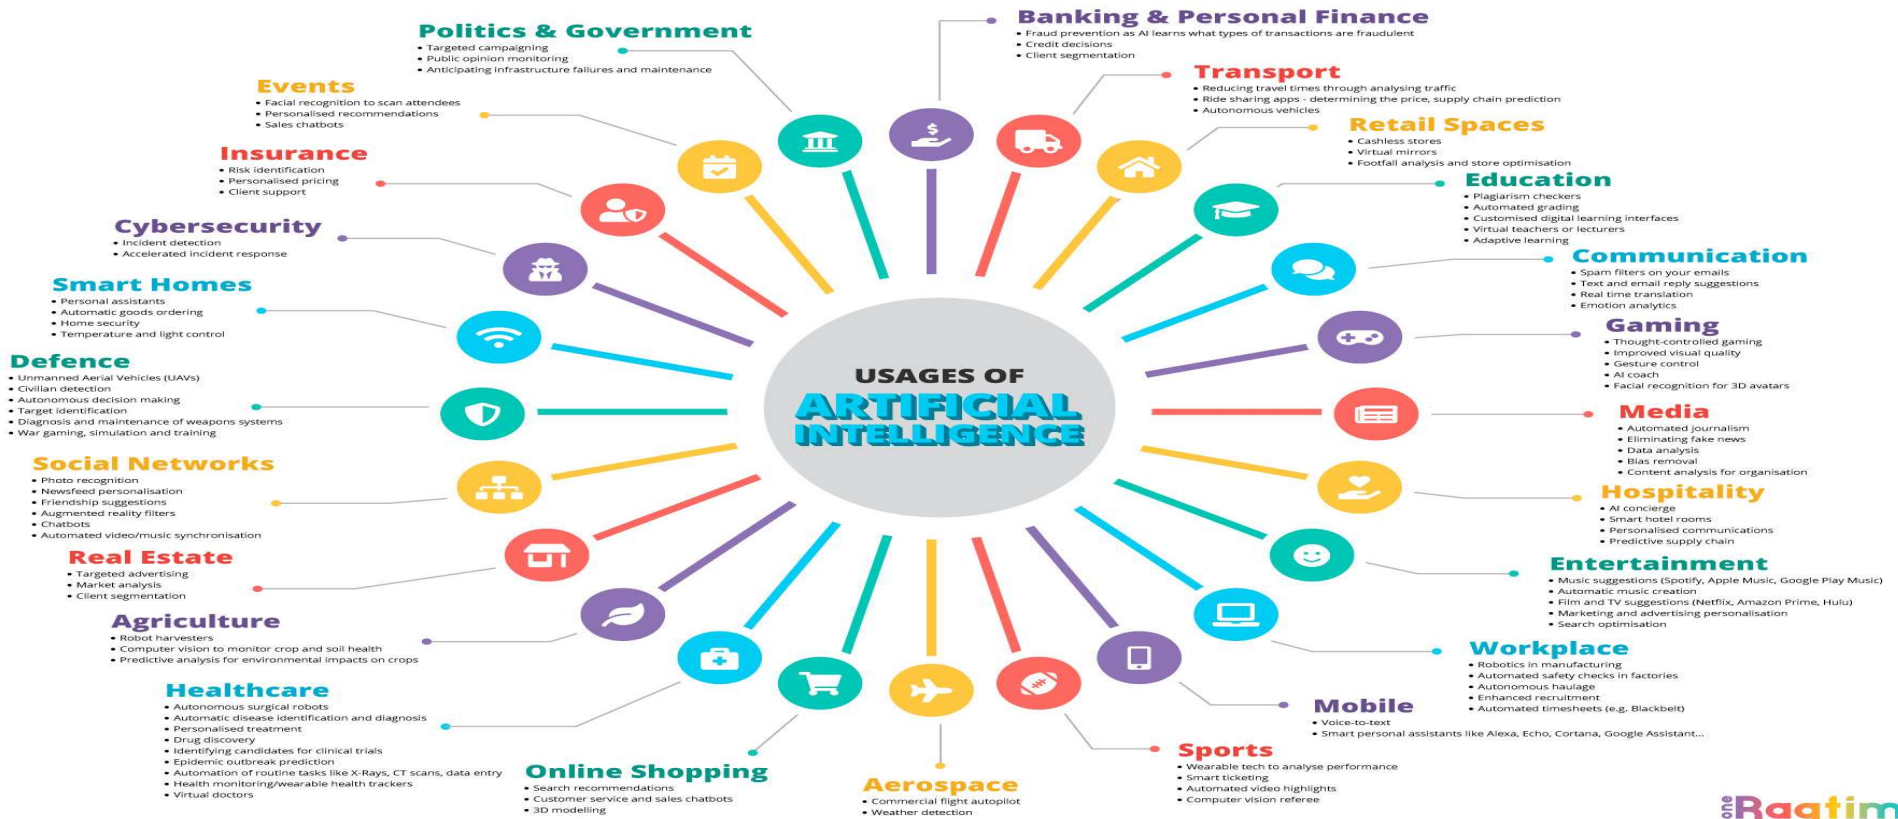 USAGES OF
ARTIFICIAL
INTELLIGENCE
Banking & Personal Finance
• Fraud prevention as AI learns what types of transactions are fraudulent
• Credit decisions
• Client segmentation
Transport
• Reducing travel times through analysing traffic
• Ride sharing apps - determining the price, supply chain prediction
• Autonomous vehicles
Retail Spaces
• Cashless stores
• Virtual mirrors
• Footfall analysis and store optimisation
Education
• Plagiarism checkers
• Automated grading
• Customised digital learning interfaces
• Virtual teachers or lecturers
• Adaptive learning
Communication
• Spam filters on your emails
• Text and email reply suggestions
• Real time translation
• Emotion analytics
Gaming
• Thought-controlled gaming
• Improved visual quality
• Gesture control
• AI coach
• Facial recognition for 3D avatars
Media
• Automated journalism
• Eliminating fake news
• Data analysis
• Bias removal
• Content analysis for organisation
Hospitality
• AI concierge
• Smart hotel rooms
• Personalised communications
• Predictive supply chain
Entertainment
• Music suggestions (Spotify, Apple Music, Google Play Music)
• Automatic music creation
• Film and TV suggestions (Netflix, Amazon Prime, Hulu)
• Marketing and advertising personalisation
• Search optimisation
Workplace
• Robotics in manufacturing
• Automated safety checks in factories
• Autonomous haulage
• Enhanced recruitment
• Automated timesheets (e.g. Blackbelt)
Mobile
• Voice-to-text
• Smart personal assistants like Alexa, Echo, Cortana, Google Assistant...
Sports
• Wearable tech to analyse performance
• Smart ticketing
• Automated video highlights
• Computer vision referee
Aerospace
• Commercial flight autopilot
• Weather detection
Online Shopping
• Search recommendations
• Customer service and sales chatbots
• 3D modelling
Healthcare
• Autonomous surgical robots
• Automatic disease identification and diagnosis
• Personalised treatment
• Drug discovery
• Identifying candidates for clinical trials
• Epidemic outbreak prediction
• Automation of routine tasks like X-Rays, CT scans, data entry
• Health monitoring/wearable health trackers
• Virtual doctors
Agriculture
• Robot harvesters
• Computer vision to monitor crop and soil health
• Predictive analysis for environmental impacts on crops
Real Estate
• Targeted advertising
• Market analysis
• Client segmentation
Social Networks
• Photo recognition
• Newsfeed personalisation
• Friendship suggestions
• Augmented reality filters
• Chatbots
• Automated video/music synchronisation
Defence
• Unmanned Aerial Vehicles (UAVs)
• Civilian detection
• Autonomous decision making
• Target identification
• Diagnosis and maintenance of weapons systems
• War gaming, simulation and training
Smart Homes
• Personal assistants
• Automatic goods ordering
• Home security
• Temperature and light control
Cybersecurity
• Incident detection
• Accelerated incident response
Insurance
• Risk identification
• Personalised pricing
• Client support
Events
• Facial recognition to scan attendees
• Personalised recommendations
• Sales chatbots
Politics & Government
• Targeted campaigning
• Public opinion monitoring
• Anticipating infrastructure failures and maintenance
$
one